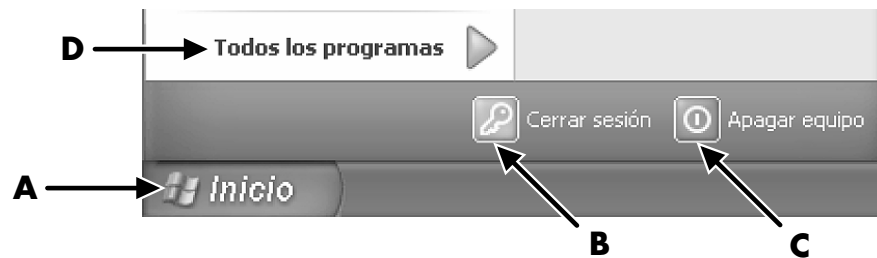 D
Todos los programas
Cerrar sesión
Apagar equipo
A
Inicio
B
C